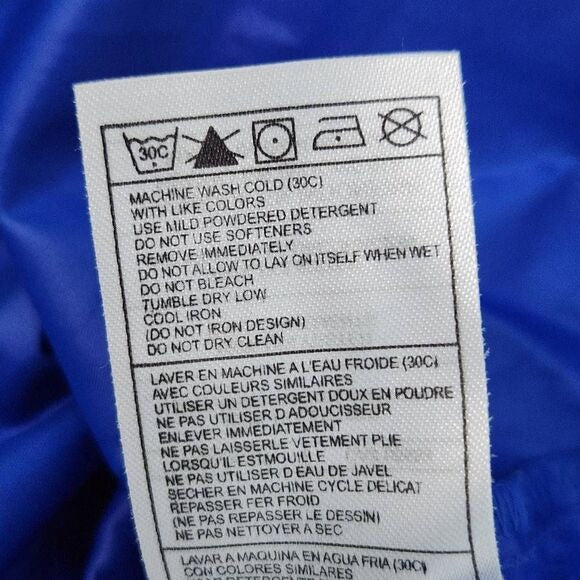 30C
MACHINE WASH COLD (30C)
WITH LIKE COLORS
USE MILD POWDERED DETERGENT
DO NOT USE SOFTENERS
REMOVE IMMEDIATELY
DO NOT ALLOW TO LAY ON ITSELF WHEN WET
DO NOT BLEACH
TUMBLE DRY LOW
COOL IRON
(DO NOT IRON DESIGN)
DO NOT DRY CLEAN
LAVER EN MACHINE A L'EAU FROIDE (30C)
AVEC COULEURS SIMILAIRES
UTILISER UN DETERGENT DOUX EN POUDRE
NE PAS UTILISER D'ADOUCISSEUR
ENLEVER IMMEDIATEMENT
NE PAS LAISSERLE VETEMENT PLIE
LORSQU'IL ESTMOUILLE
NE PAS UTILISER D'EAU DE JAVEL
SECHER EN MACHINE CYCLE DELICAT
REPASSER FER FROID
(NE PAS REPASSER LE DESSIN)
NE PAS NETTOYER A SEC
LAVAR A MAQUINA EN AGUA FRIA (30C)
CON COLORES SIMILARES